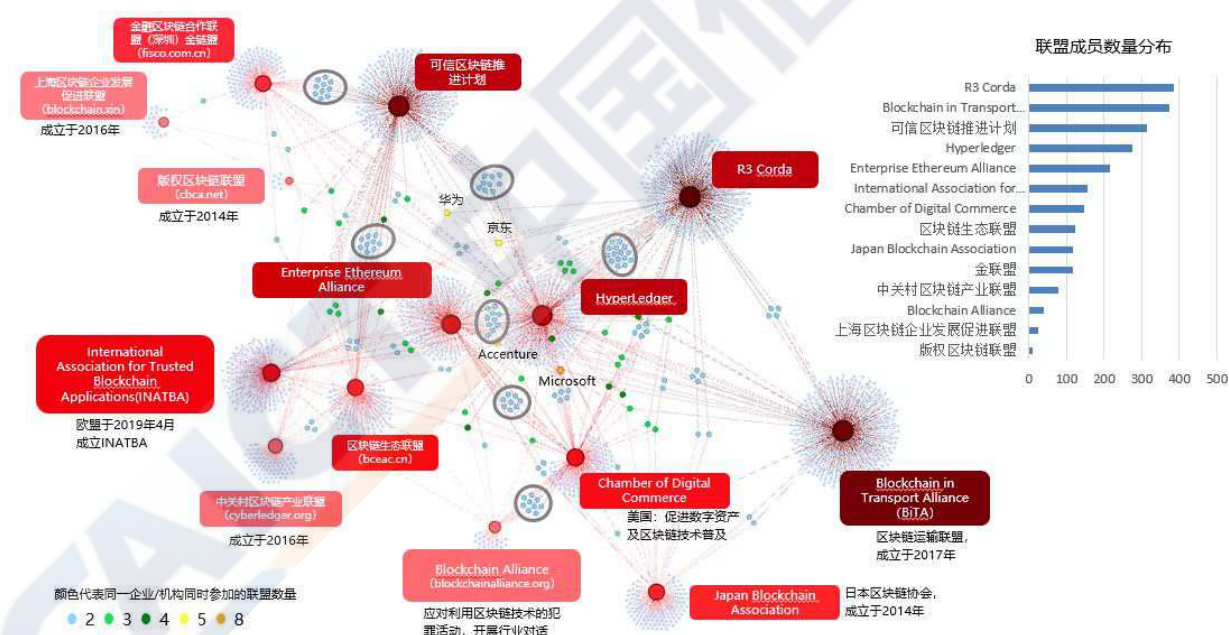 金融区块链合作联
盟（深圳）金链盟
(fisco.com.cn)
上海区块链企业发展
促进联盟
(blockchain.xin)
成立于2016年
可信区块链推
进计划
版权区块链联盟
(cbca.net)
成立于2014年
华为
京东
R3 Corda
Enterprise Ethereum
Alliance
HyperLedger
Accenture
Microsoft
International
Association for Trusted
Blockchain
Applications(INATBA)
欧盟于2019年4月
成立INATBA
区块链生态联盟
(bceac.cn)
中关村区块链产业联盟
(cyberledger.org)
成立于2016年
Chamber of Digital
Commerce
美国：促进数字资产
及区块链技术普及
Blockchain in
Transport Alliance
(BiTA)
区块链运输联盟，
成立于2017年
Blockchain Alliance
(blockchainalliance.org)
应对利用区块链技术的犯
罪活动，开展行业对话
Japan Blockchain
Association
日本区块链协会，
成立于2014年
颜色代表同一企业/机构同时参加的联盟数量
2 3 4 5 8
联盟成员数量分布
R3 Corda
Blockchain in Transport...
可信区块链推进计划
Hyperledger
Enterprise Ethereum Alliance
International Association for...
Chamber of Digital Commerce
区块链生态联盟
Japan Blockchain Association
金联盟
中关村区块链产业联盟
Blockchain Alliance
上海区块链企业发展促进联盟
版权区块链联盟
0 100 200 300 400 500